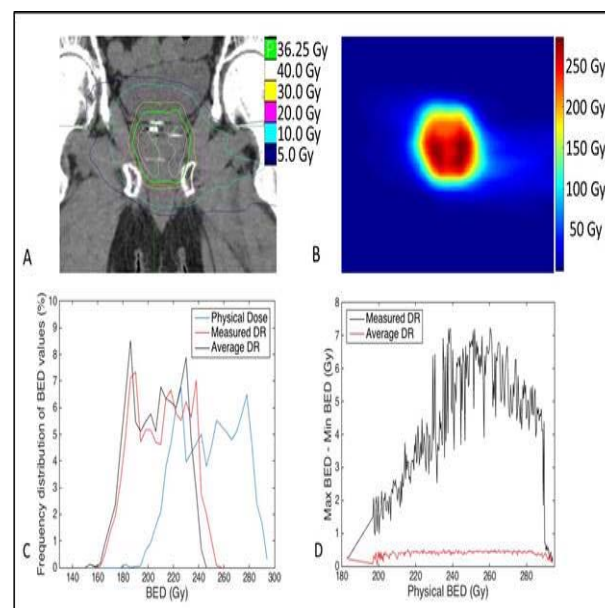 P 36.25 Gy
40.0 Gy
30.0 Gy
20.0 Gy
10.0 Gy
5.0 Gy
A
250 Gy
200 Gy
150 Gy
100 Gy
50 Gy
B
Frequency distribution of BED values (%)
10
9
8
7
6
5
4
3
2
1
0
Physical Dose
Measured DR
Average DR
140 160 180 200 220 240 260 280 300
BED (Gy)
C
Max BED - Min BED (Gy)
8
7
6
5
4
3
2
1
0
Measured DR
Average DR
180 200 220 240 260 280
Physical BED (Gy)
D